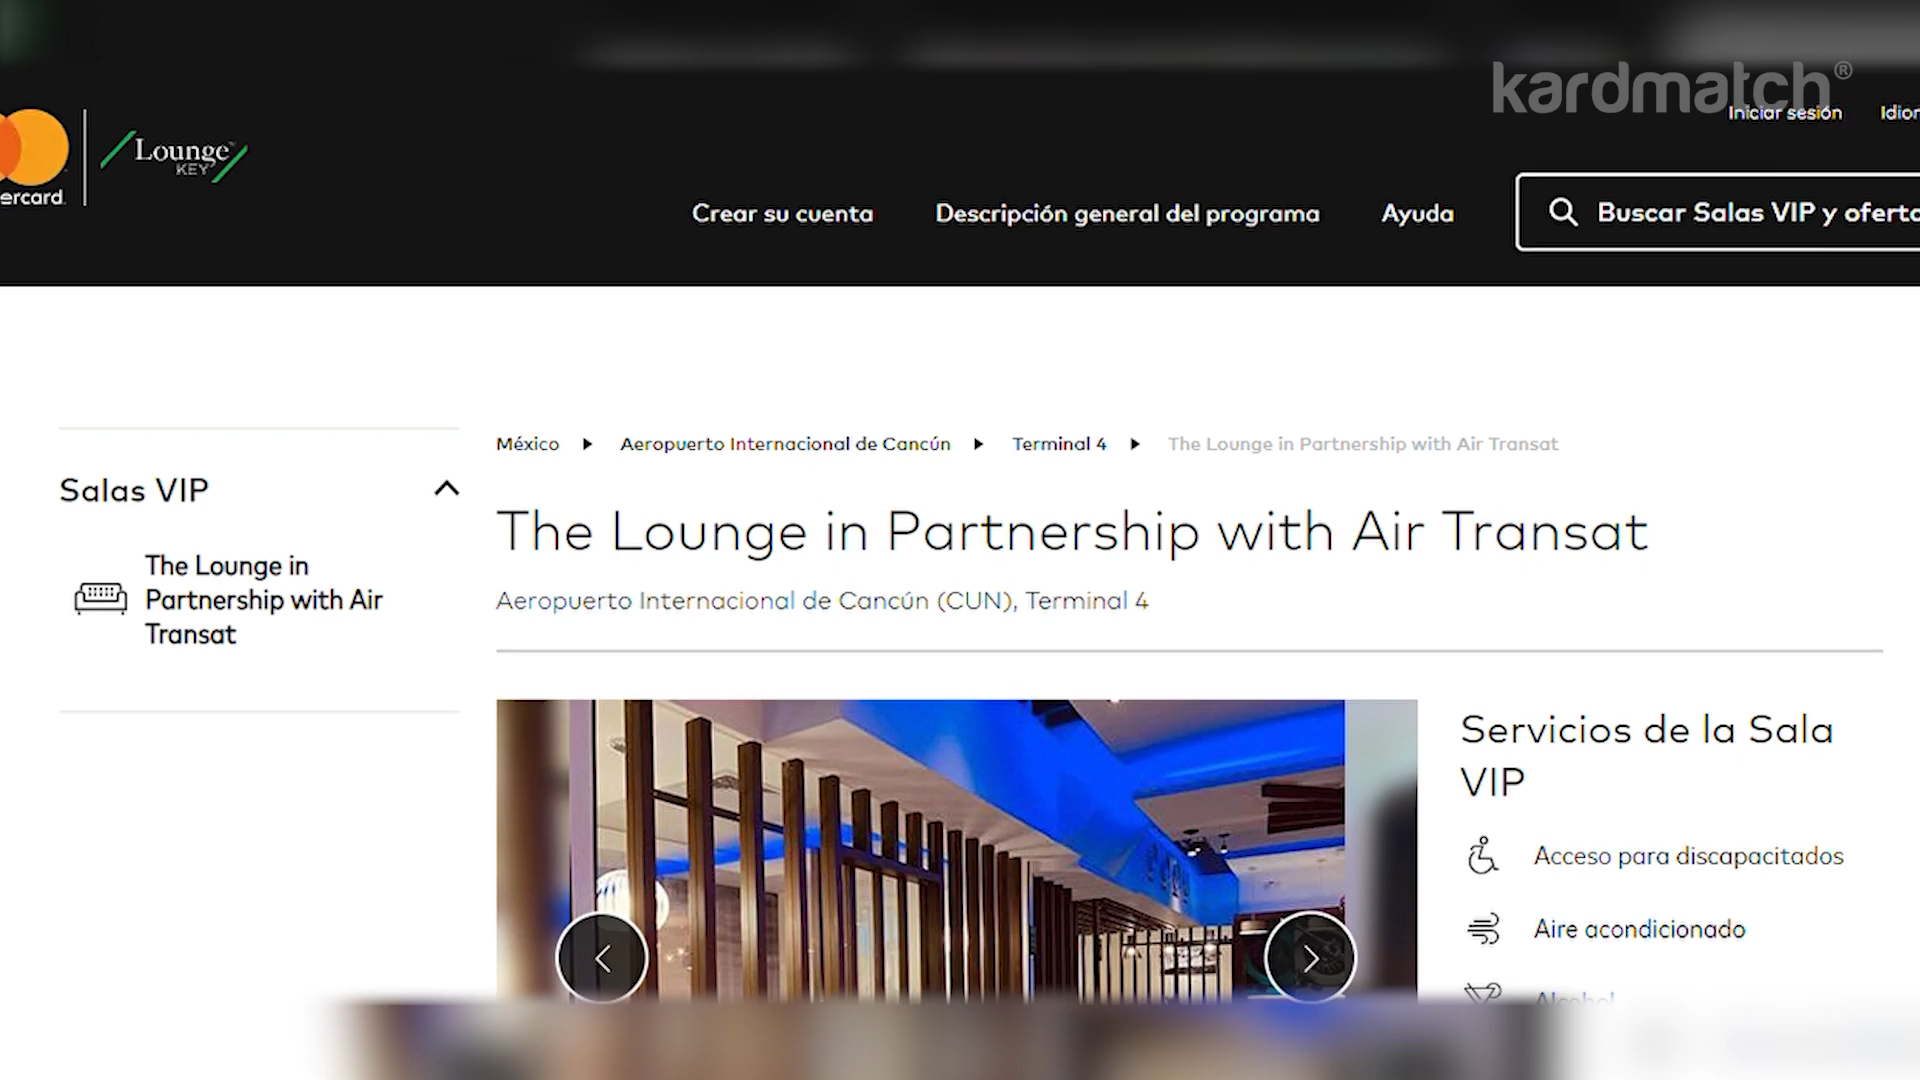 kardmatch®
Iniciar sesión
ercard.
Lounge
KEY
Crear su cuenta
Descripción general del programa
Ayuda
Buscar Salas VIP y
México
Aeropuerto Internacional de Cancún
Terminal 4
The Lounge in Partnership with Air Transat
Salas VIP
The Lounge in
Partnership with Air
Transat
The Lounge in Partnership with Air Transat
Aeropuerto Internacional de Cancún (CUN), Terminal 4
Servicios de la Sala
VIP
Acceso para discapacitados
Aire acondicionado
Alcohol